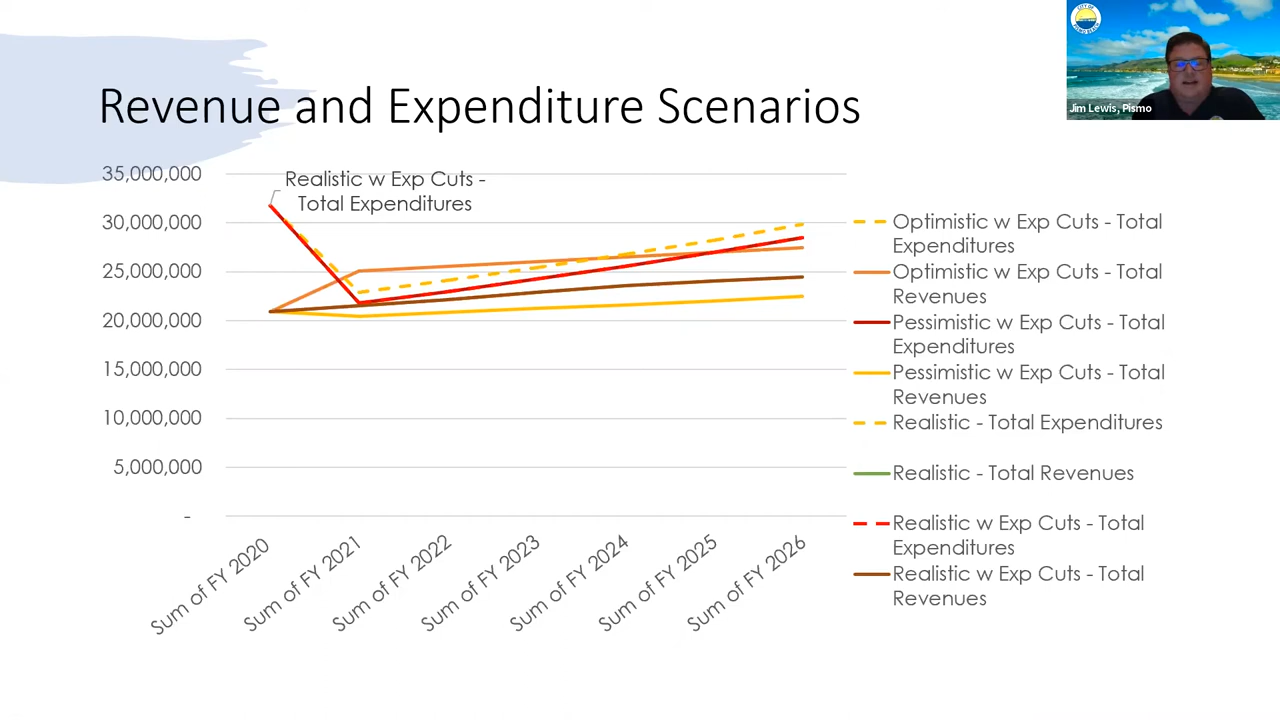 CITY OF
PISMO BEACH
Jim Lewis, Pismo
Revenue and Expenditure Scenarios
Realistic w Exp Cuts -
Total Expenditures
35,000,000
30,000,000
25,000,000
20,000,000
15,000,000
10,000,000
5,000,000
-
Sum of FY 2020
Sum of FY 2021
Sum of FY 2022
Sum of FY 2023
Sum of FY 2024
Sum of FY 2025
Sum of FY 2026
Optimistic w Exp Cuts - Total
Expenditures
Optimistic w Exp Cuts - Total
Revenues
Pessimistic w Exp Cuts - Total
Expenditures
Pessimistic w Exp Cuts - Total
Revenues
Realistic - Total Expenditures
Realistic - Total Revenues
Realistic w Exp Cuts - Total
Expenditures
Realistic w Exp Cuts - Total
Revenues